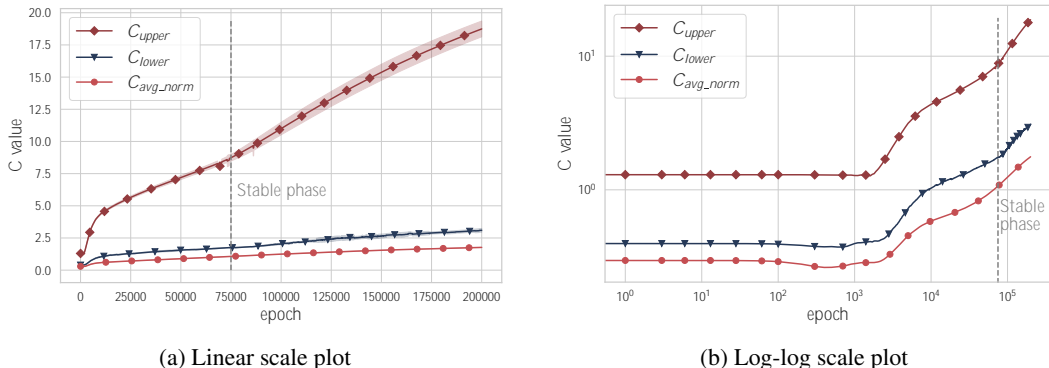 20.0
17.5
15.0
12.5
10.0
7.5
5.0
2.5
0.0
C value
C_upper
C_lower
C_avg_norm
Stable phase
0 25000 50000 75000 100000 125000 150000 175000 200000
epoch
(a) Linear scale plot
10^1
10^0
C value
C_upper
C_lower
C_avg_norm
Stable
phase
10^0 10^1 10^2 10^3 10^4 10^5
epoch
(b) Log-log scale plot